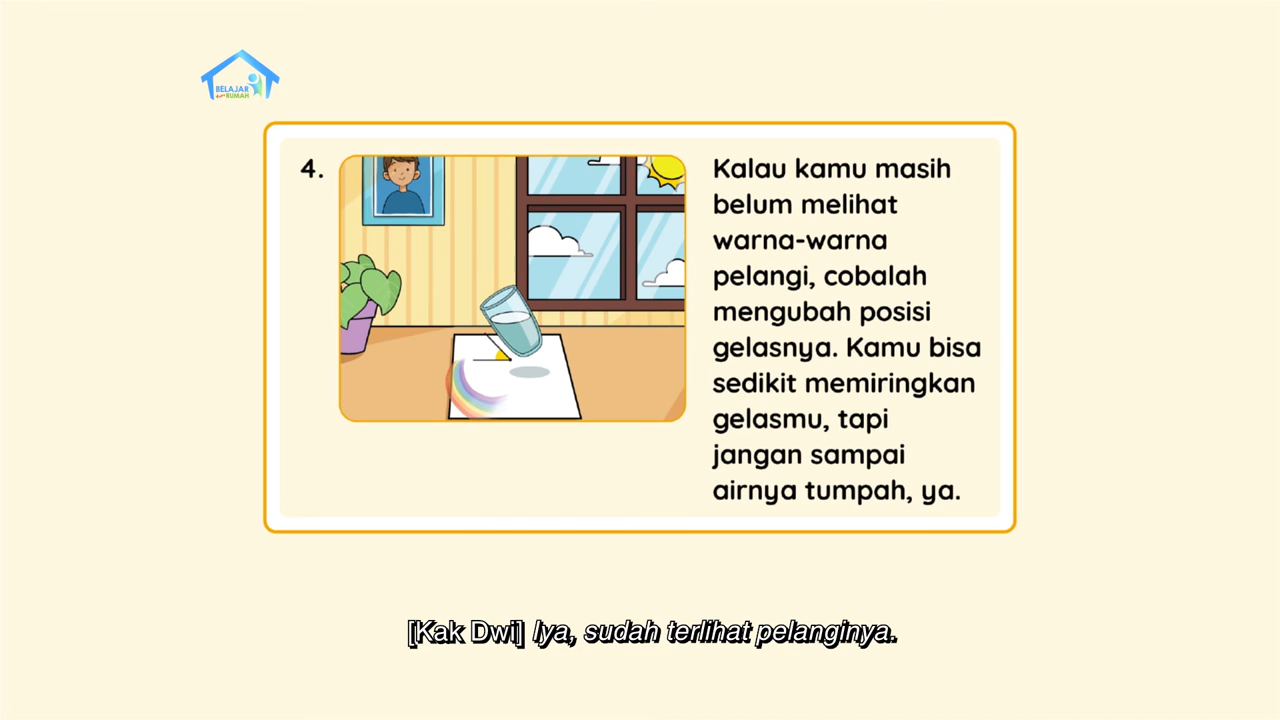 BELAJAR
dari RUMAH
4.
Kalau kamu masih
belum melihat
warna-warna
pelangi, cobalah
mengubah posisi
gelasnya. Kamu bisa
sedikit memiringkan
gelasmu, tapi
jangan sampai
airnya tumpah, ya.
[Kak Dwi] Iya, sudah terlihat pelanginya.